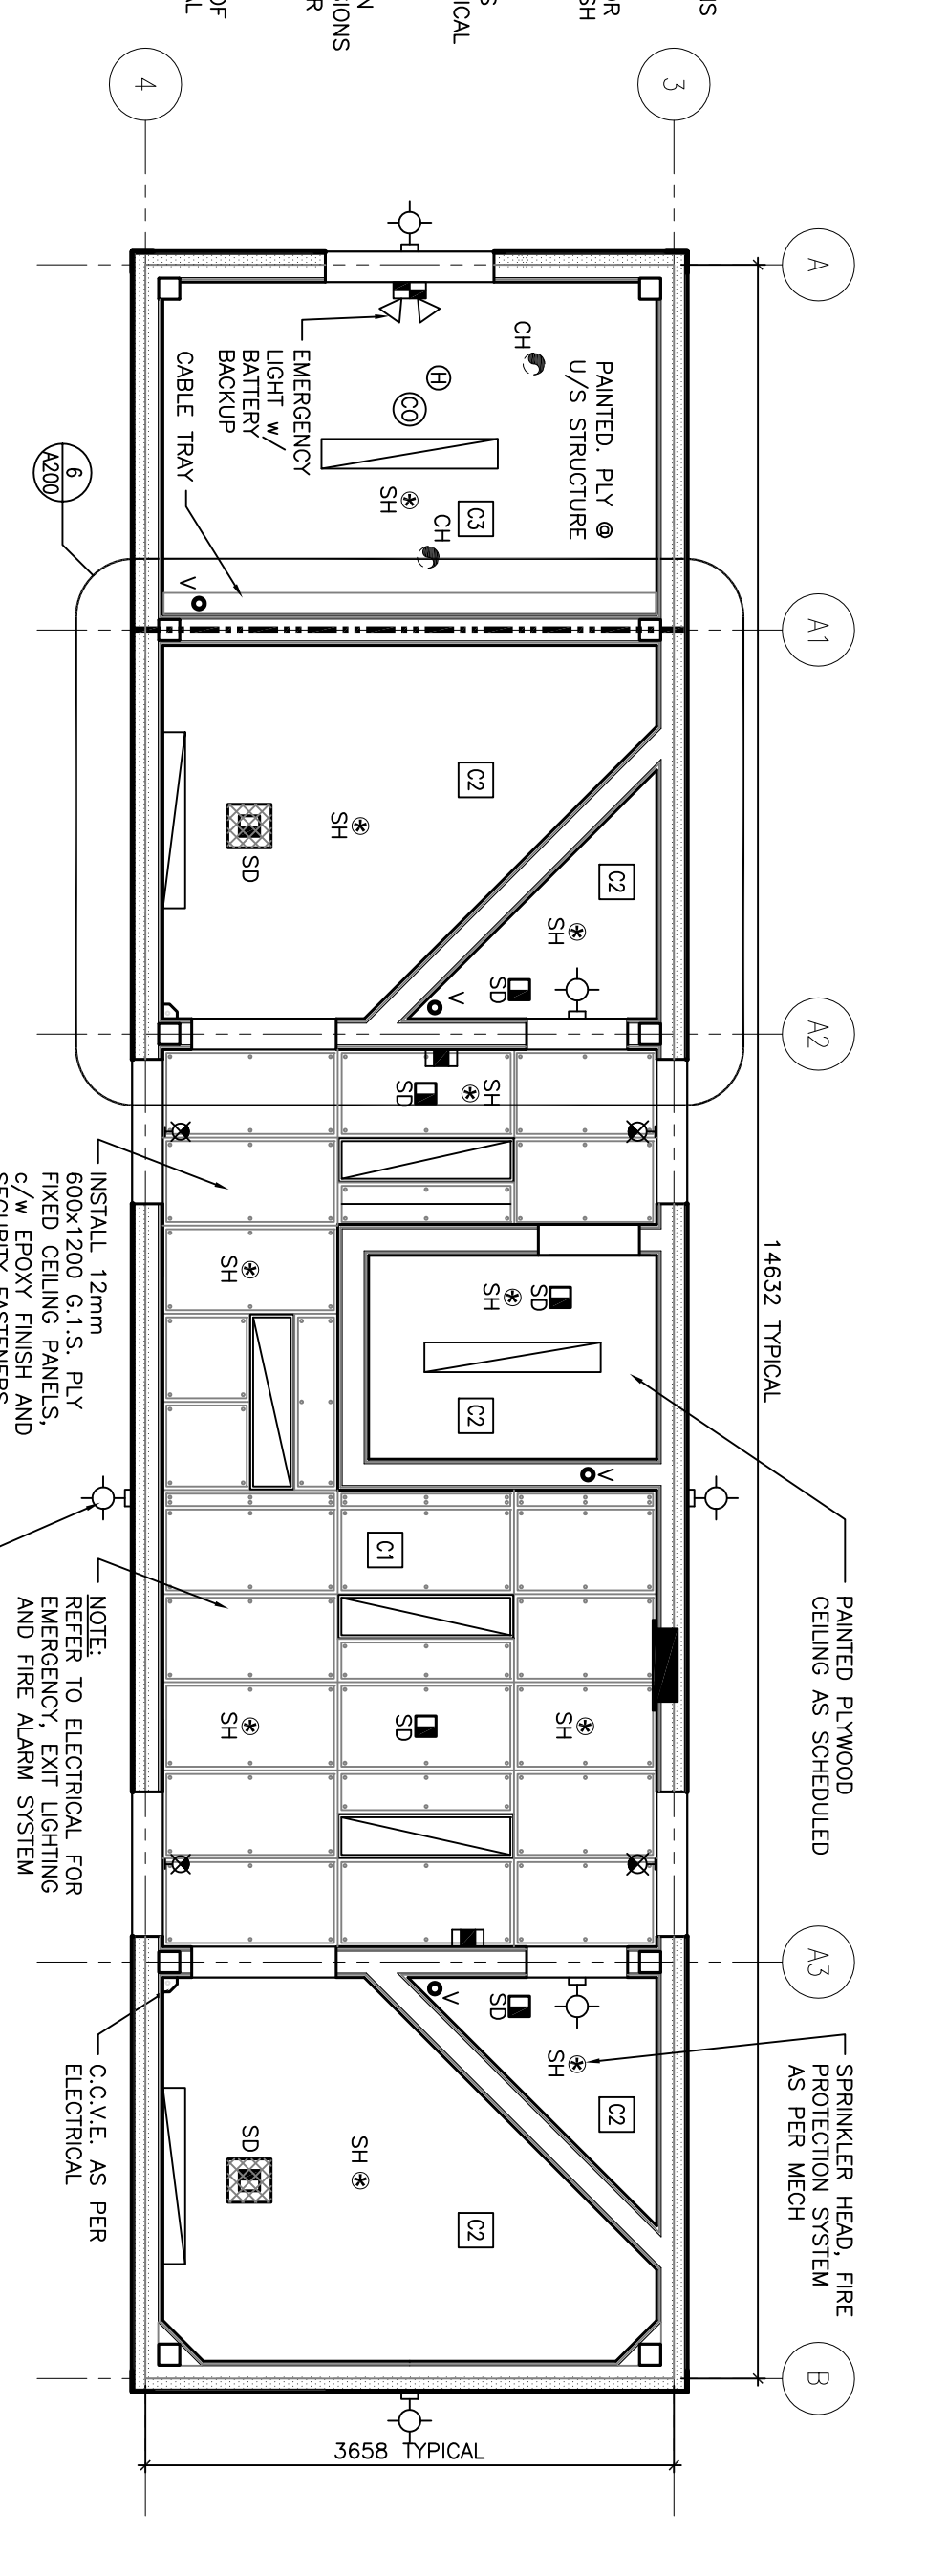 A
A1
A2
A3
B
3
4
14632 TYPICAL
3658 TYPICAL
PAINTED PLYWOOD
CEILING AS SCHEDULED
SPRINKLER HEAD, FIRE
PROTECTION SYSTEM
AS PER MECH
PAINTED. PLY @
U/S STRUCTURE
CH
H
CO
SH
CH
C3
EMERGENCY
LIGHT w/
BATTERY
BACKUP
CABLE TRAY
V
6
A200
C2
SH
SD
C2
SH
SD
V
SH
SD
SH
SD
SH
C2
V
C1
SH
SD
SH
C2
SH
SD
V
C2
SH
SD
INSTALL 12mm
600x1200 G.1.S. PLY
FIXED CEILING PANELS,
c/w EPOXY FINISH AND
NOTE:
REFER TO ELECTRICAL FOR
EMERGENCY, EXIT LIGHTING
AND FIRE ALARM SYSTEM
C.C.V.E. AS PER
ELECTRICAL